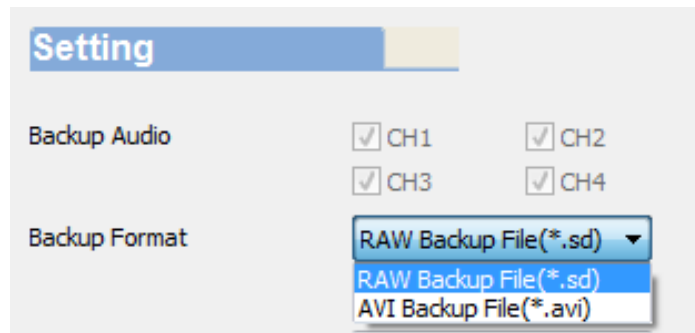 Setting
Backup Audio CH1 CH2
CH3 CH4
Backup Format RAW Backup File(*.sd)
RAW Backup File(*.sd)
AVI Backup File(*.avi)